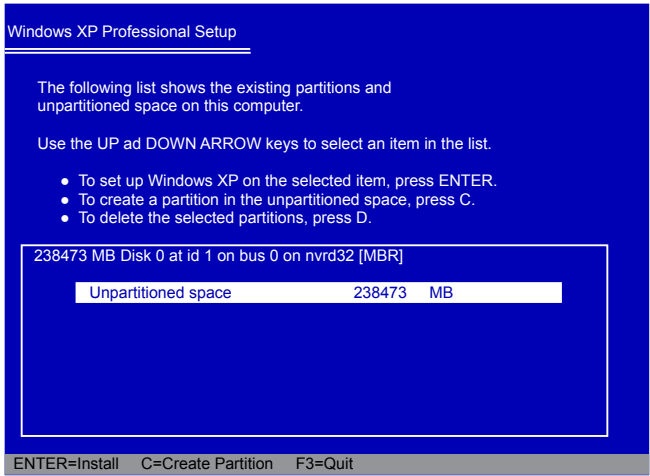 Windows XP Professional Setup
The following list shows the existing partitions and
unpartitioned space on this computer.
Use the UP ad DOWN ARROW keys to select an item in the list.
● To set up Windows XP on the selected item, press ENTER.
● To create a partition in the unpartitioned space, press C.
● To delete the selected partitions, press D.
238473 MB Disk 0 at id 1 on bus 0 on nvrd32 [MBR]
Unpartitioned space 238473 MB
ENTER=Install C=Create Partition F3=Quit